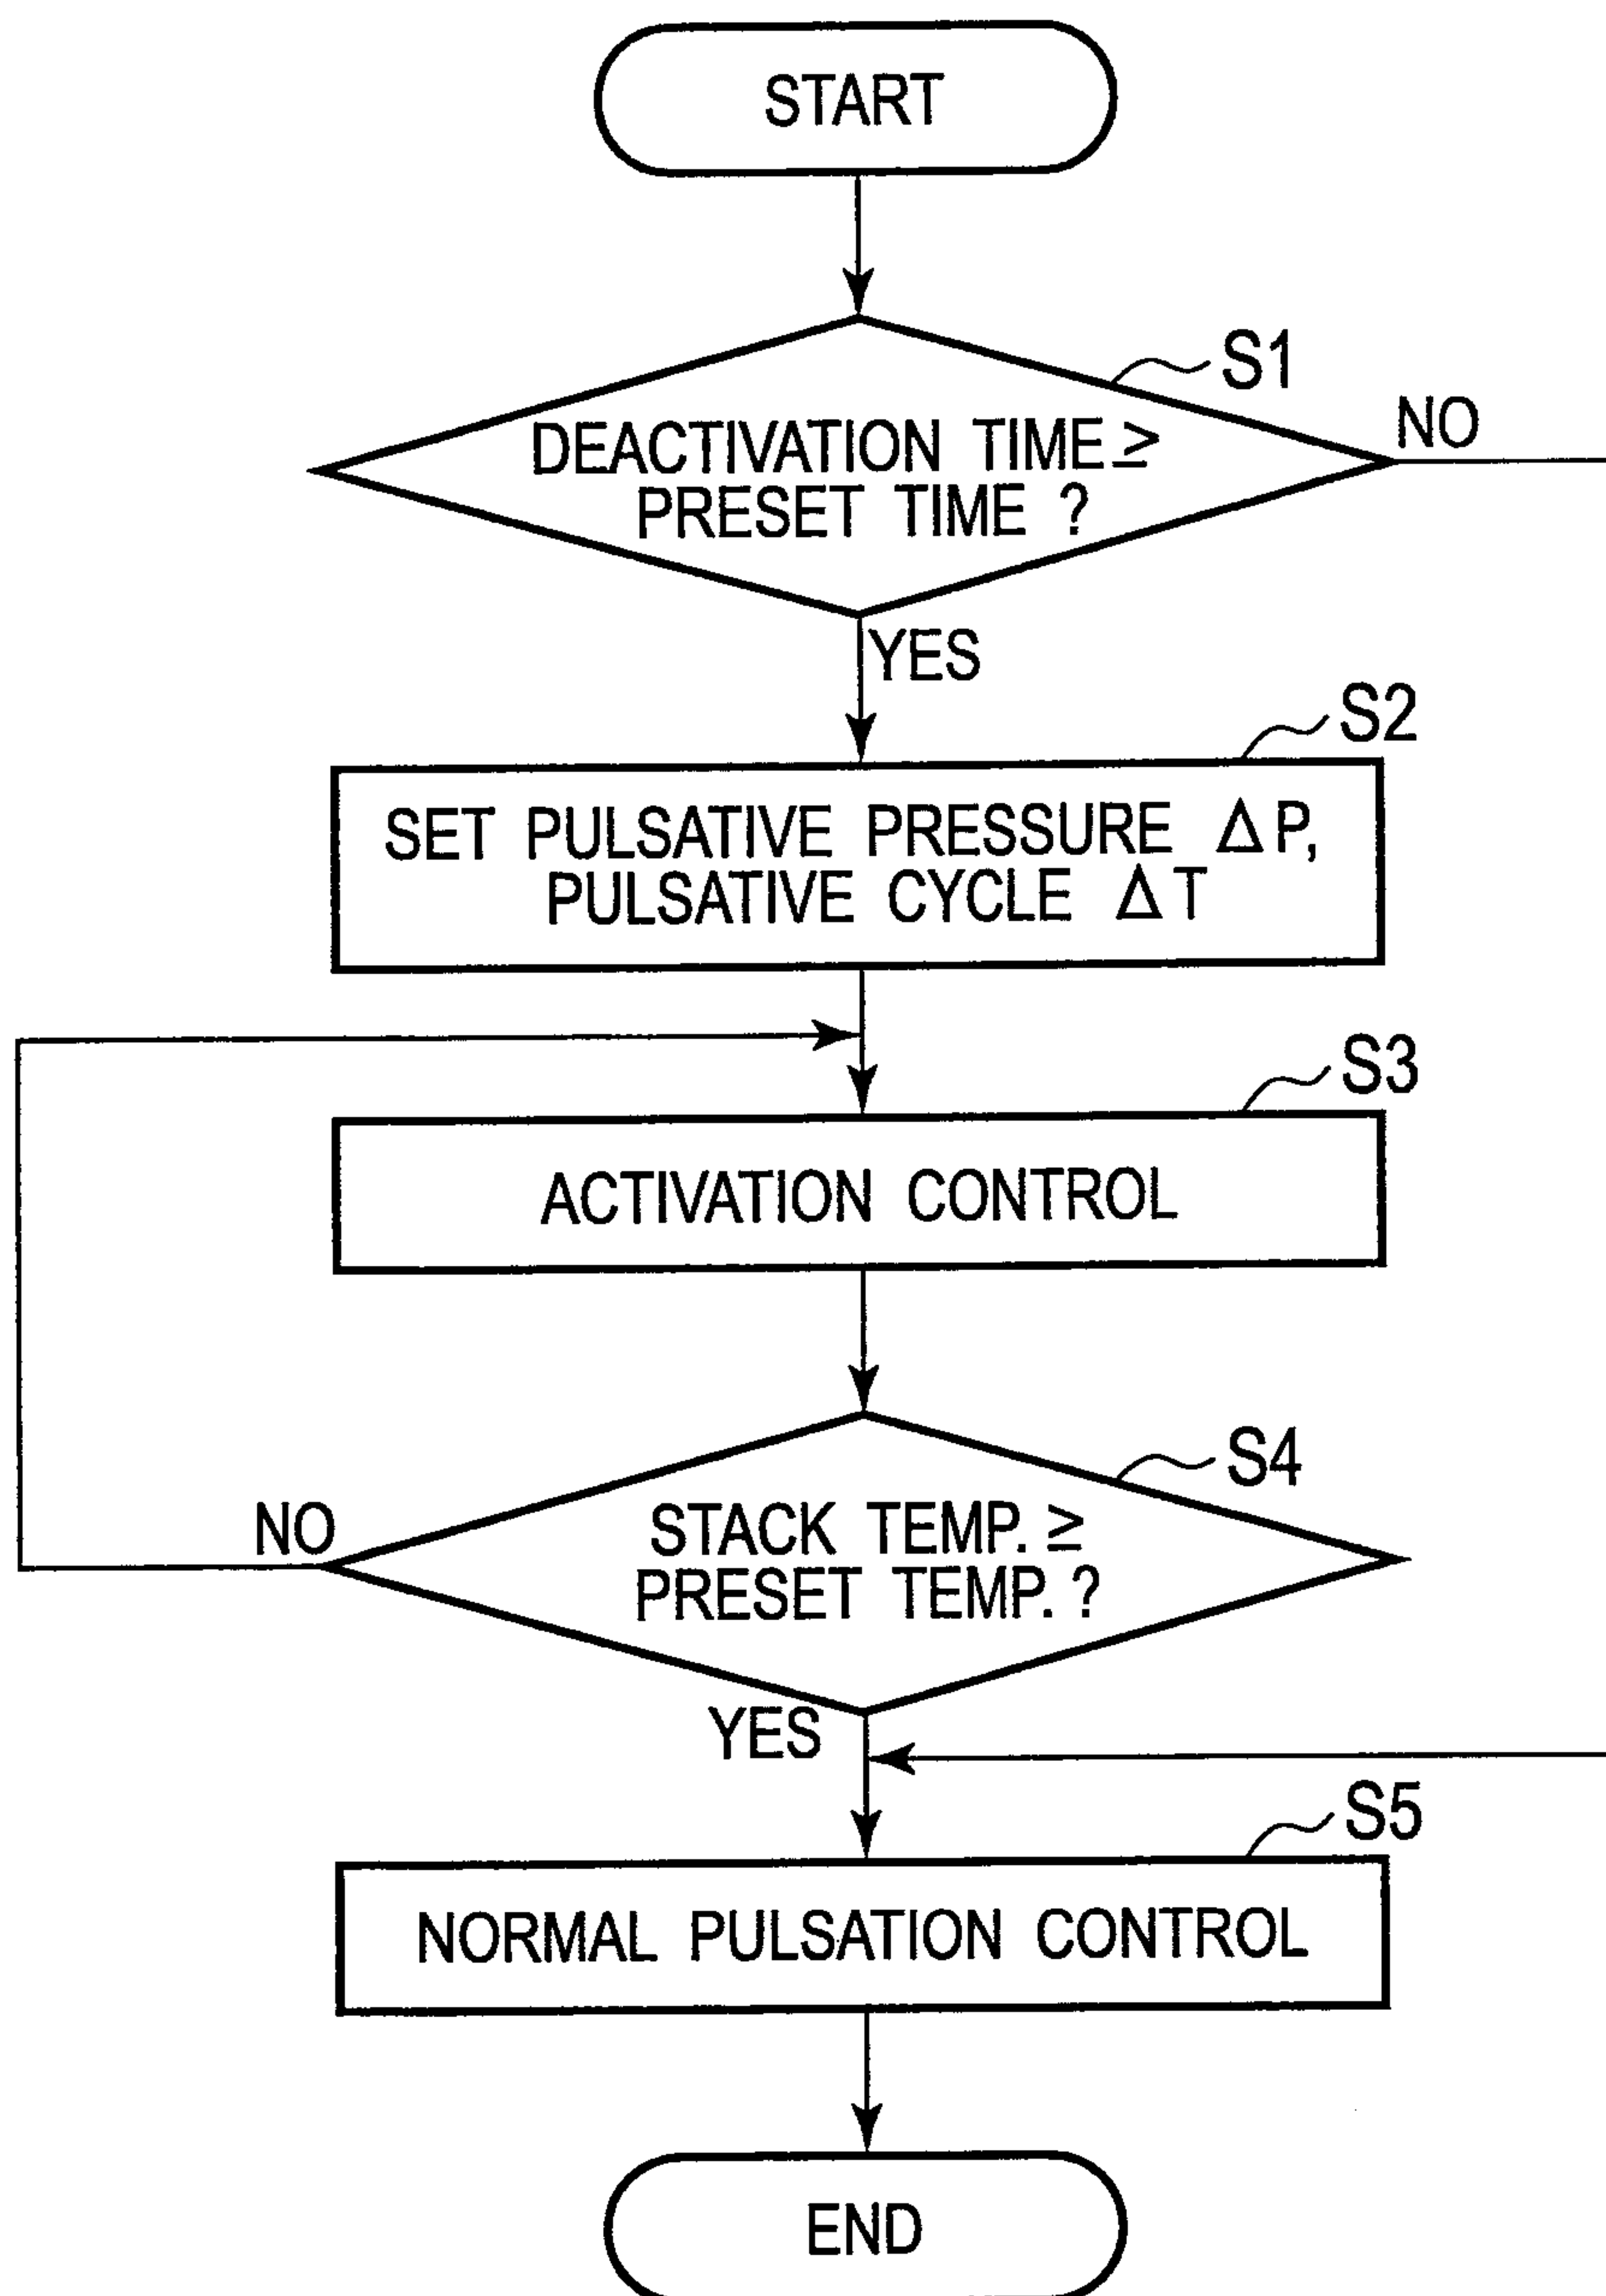 START
S1
DEACTIVATION TIME ≥
PRESET TIME ?
NO
YES
S2
SET PULSATIVE PRESSURE ΔP,
PULSATIVE CYCLE ΔT
S3
ACTIVATION CONTROL
S4
STACK TEMP. ≥
PRESET TEMP. ?
NO
YES
S5
NORMAL PULSATION CONTROL
END